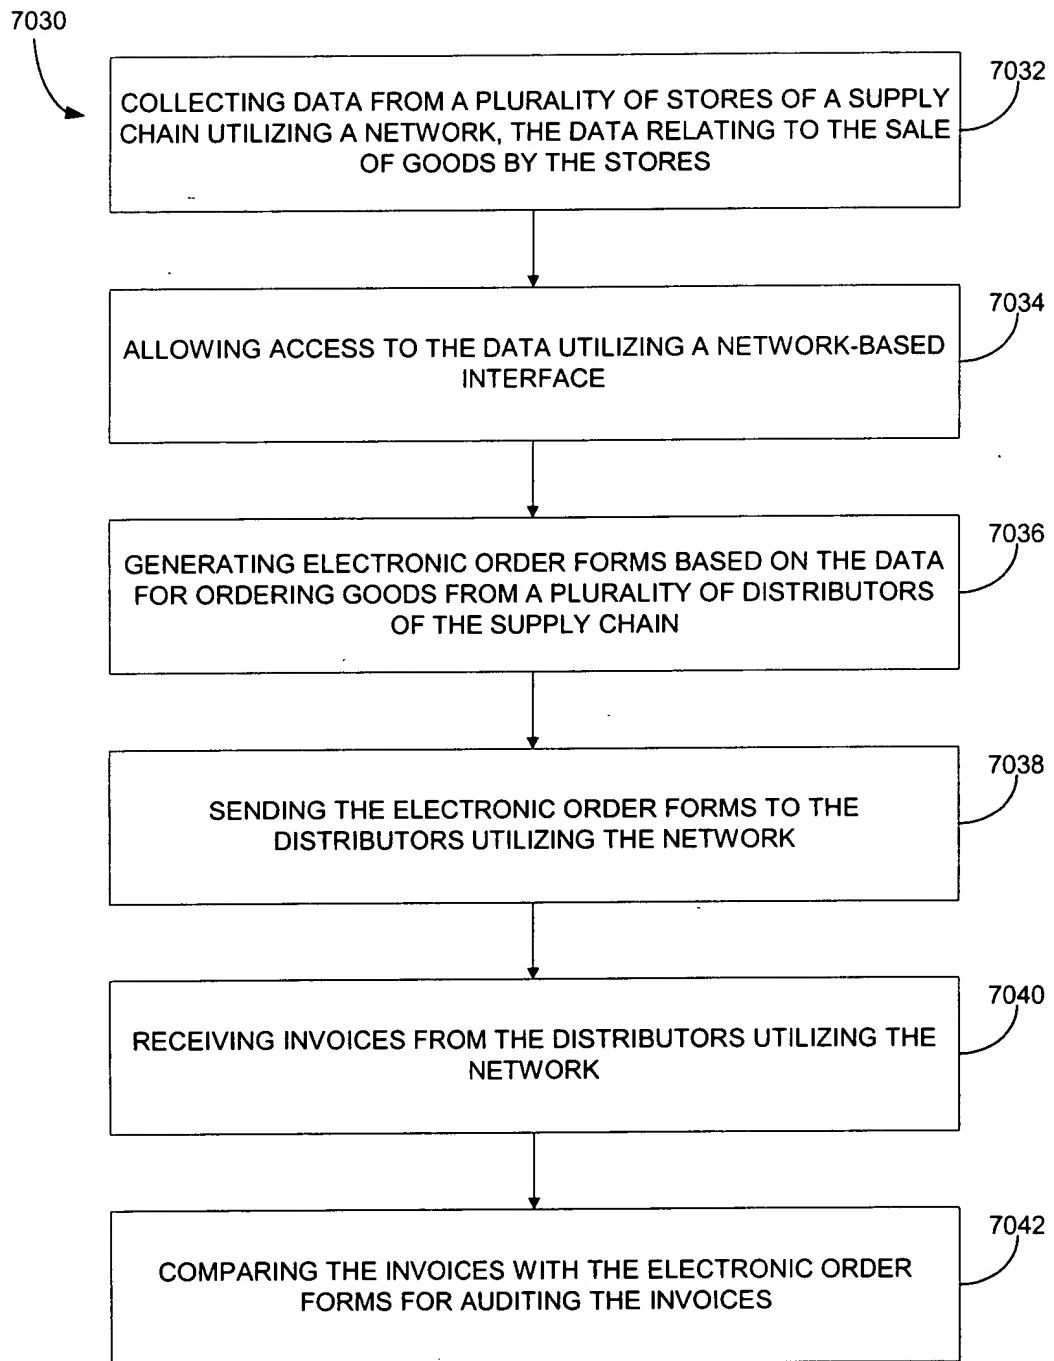 7030
7032
COLLECTING DATA FROM A PLURALITY OF STORES OF A SUPPLY
CHAIN UTILIZING A NETWORK, THE DATA RELATING TO THE SALE
OF GOODS BY THE STORES
7034
ALLOWING ACCESS TO THE DATA UTILIZING A NETWORK-BASED
INTERFACE
7036
GENERATING ELECTRONIC ORDER FORMS BASED ON THE DATA
FOR ORDERING GOODS FROM A PLURALITY OF DISTRIBUTORS
OF THE SUPPLY CHAIN
7038
SENDING THE ELECTRONIC ORDER FORMS TO THE
DISTRIBUTORS UTILIZING THE NETWORK
7040
RECEIVING INVOICES FROM THE DISTRIBUTORS UTILIZING THE
NETWORK
7042
COMPARING THE INVOICES WITH THE ELECTRONIC ORDER
FORMS FOR AUDITING THE INVOICES